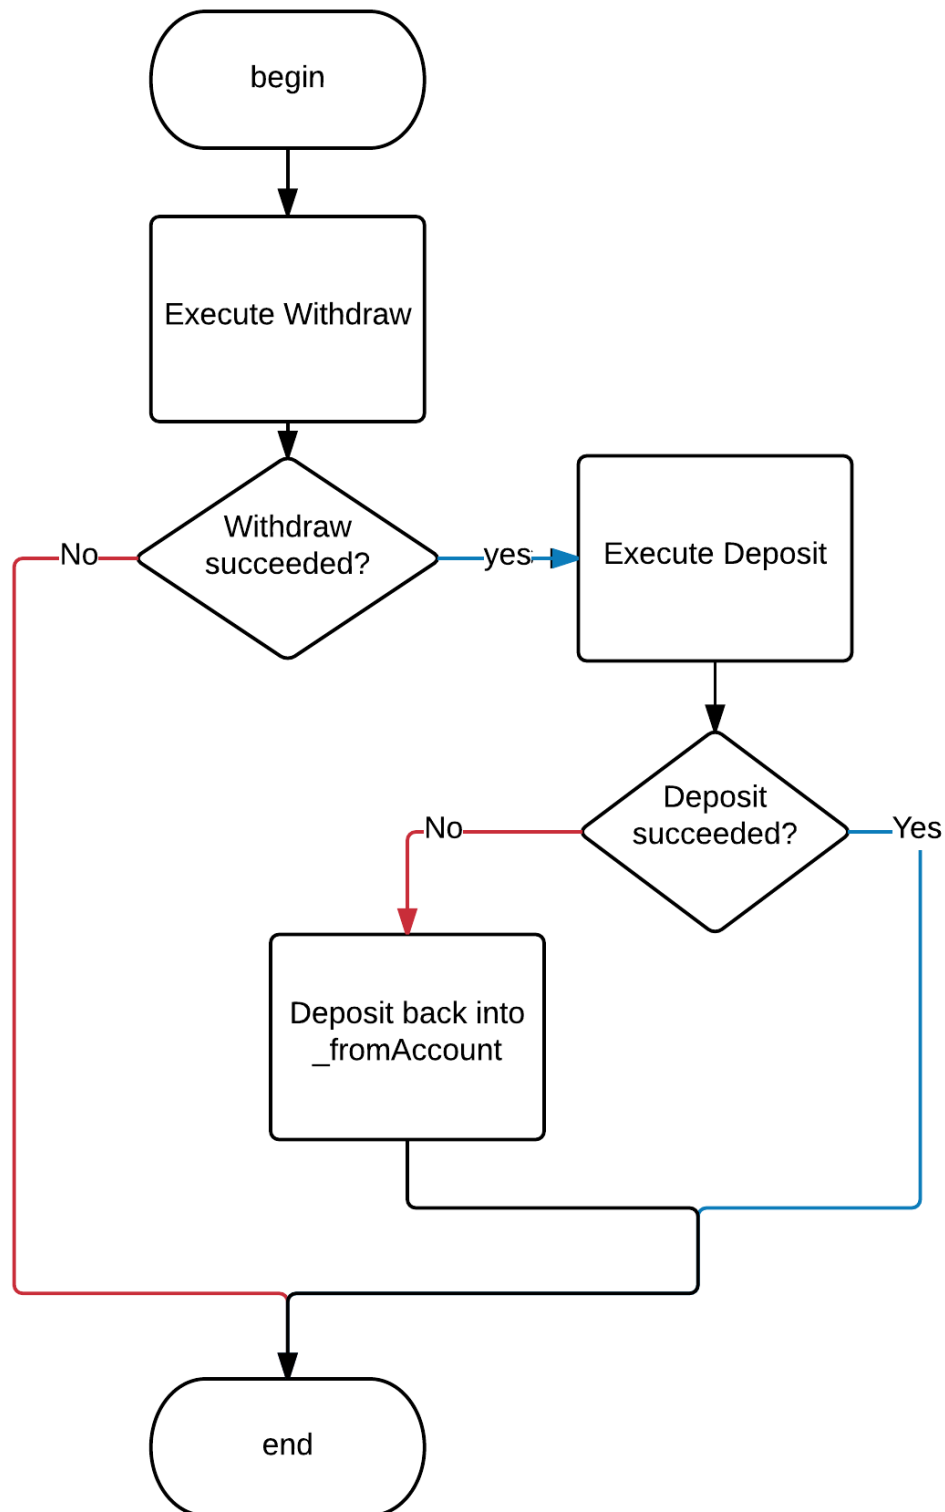 begin
Execute Withdraw
Withdraw
succeeded?
No
yes
Execute Deposit
Deposit
succeeded?
No
Yes
Deposit back into
_fromAccount
end